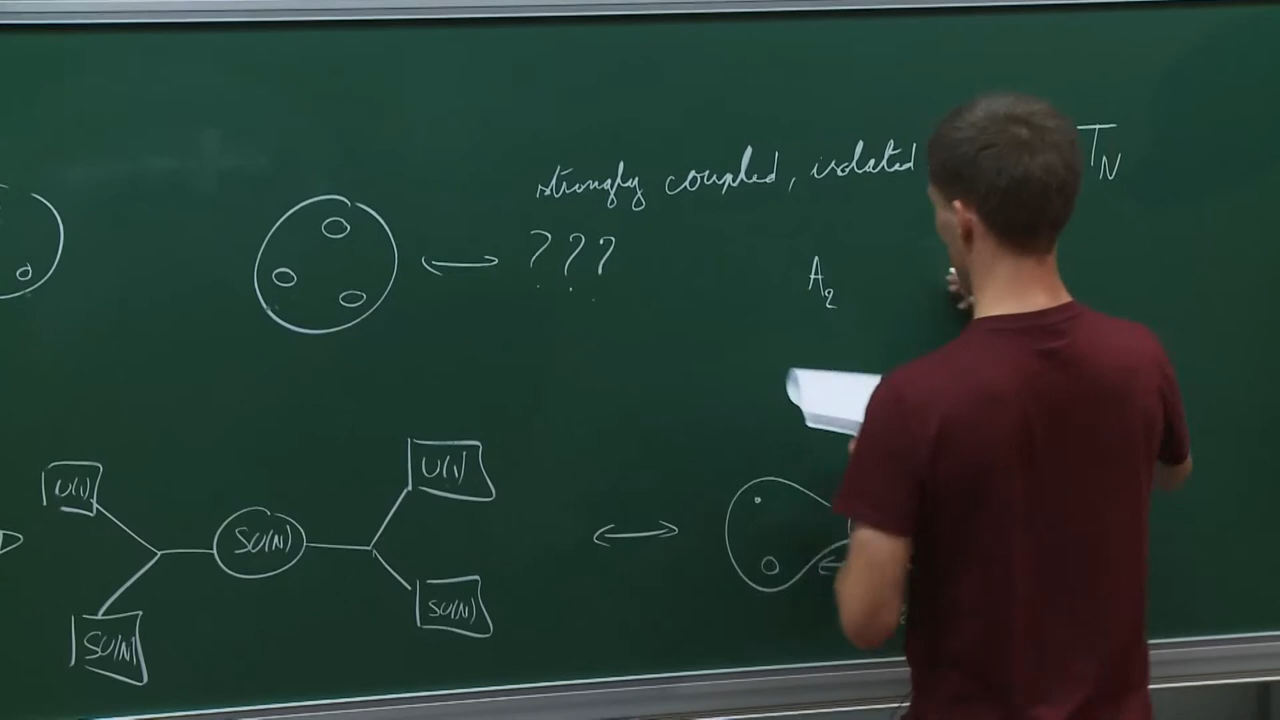 strongly coupled, isolated
T_N
???
A_2
U(1)
U(1)
SU(N)
SU(N)
SU(N)